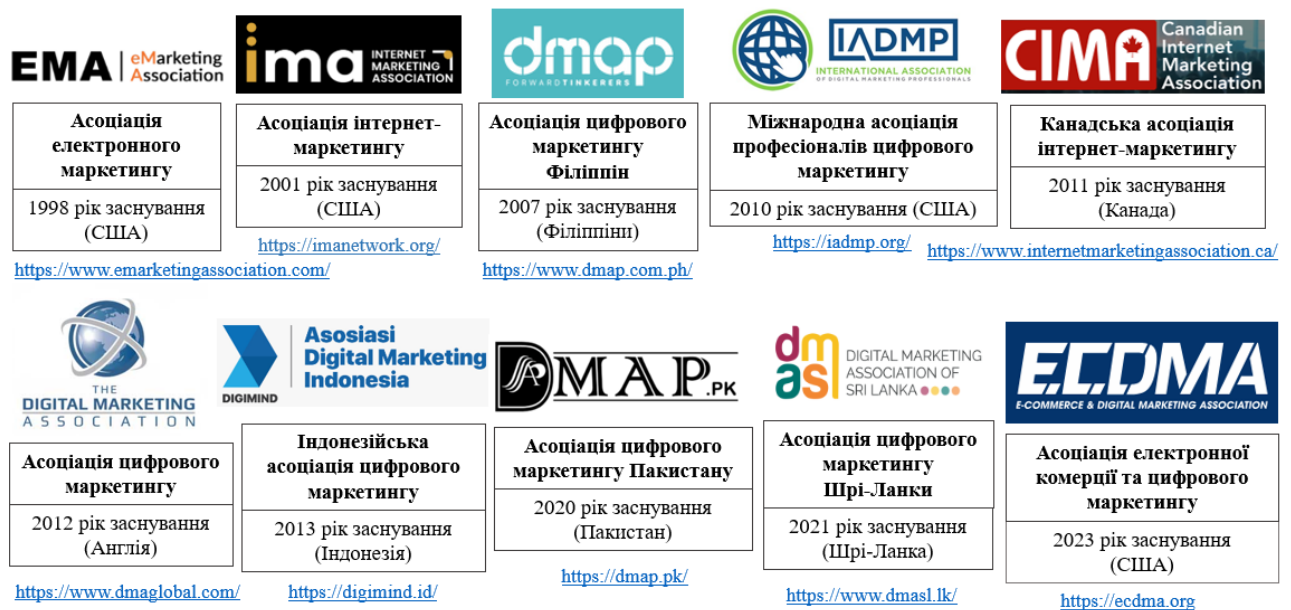 EMA eMarketing
Association
ima INTERNET
MARKETING
ASSOCIATION
dmap
FORWARDTINKERERS
IADMP
INTERNATIONAL ASSOCIATION
OF DIGITAL MARKETING PROFESSIONALS
CIMA Canadian
Internet
Marketing
Association
Асоціація
електронного
маркетингу
1998 рік заснування
(США)
https://www.emarketingassociation.com/
Асоціація інтернет-
маркетингу
2001 рік заснування
(США)
https://imanetwork.org/
Асоціація цифрового
маркетингу
Філіппін
2007 рік заснування
(Філіппіни)
https://www.dmap.com.ph/
Міжнародна асоціація
професіоналів цифрового
маркетингу
2010 рік заснування (США)
https://iadmp.org/
Канадська асоціація
інтернет-маркетингу
2011 рік заснування
(Канада)
https://www.internetmarketingassociation.ca/
THE
DIGITAL MARKETING
ASSOCIATION
DIGIMIND
Asosiasi
Digital Marketing
Indonesia
DMAP.PK
dm
asl
DIGITAL MARKETING
ASSOCIATION OF
SRI LANKA
ECDMA
E-COMMERCE & DIGITAL MARKETING ASSOCIATION
Асоціація цифрового
маркетингу
2012 рік заснування
(Англія)
https://www.dmaglobal.com/
Індонезійська
асоціація цифрового
маркетингу
2013 рік заснування
(Індонезія)
https://digimind.id/
Асоціація цифрового
маркетингу Пакистану
2020 рік заснування
(Пакистан)
https://dmap.pk/
Асоціація цифрового
маркетингу
Шрі-Ланки
2021 рік заснування
(Шрі-Ланка)
https://www.dmasl.lk/
Асоціація електронної
комерції та цифрового
маркетингу
2023 рік заснування
(США)
https://ecdma.org